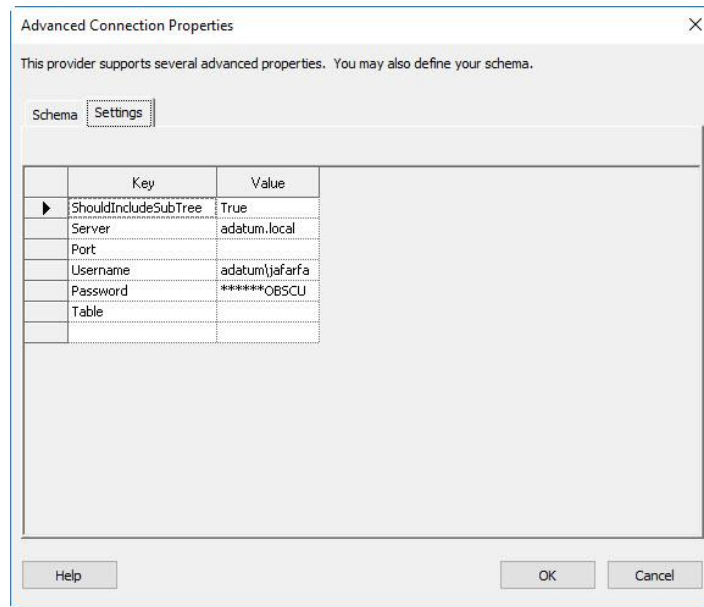 Advanced Connection Properties
This provider supports several advanced properties. You may also define your schema.
Schema Settings
Key Value
ShouldIncludeSubTree True
Server adatum.local
Port
Username adatum\jafarfa
Password ******OBSCU
Table
Help OK Cancel